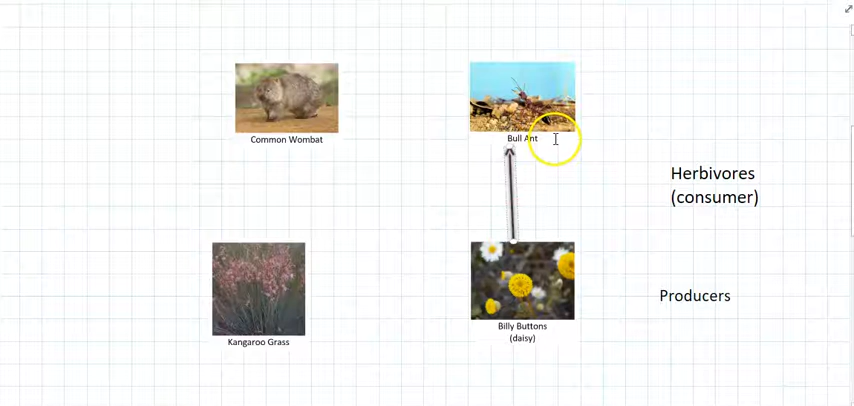 Common Wombat
Bull Ant
Herbivores
(consumer)
Producers
Billy Buttons
(daisy)
Kangaroo Grass